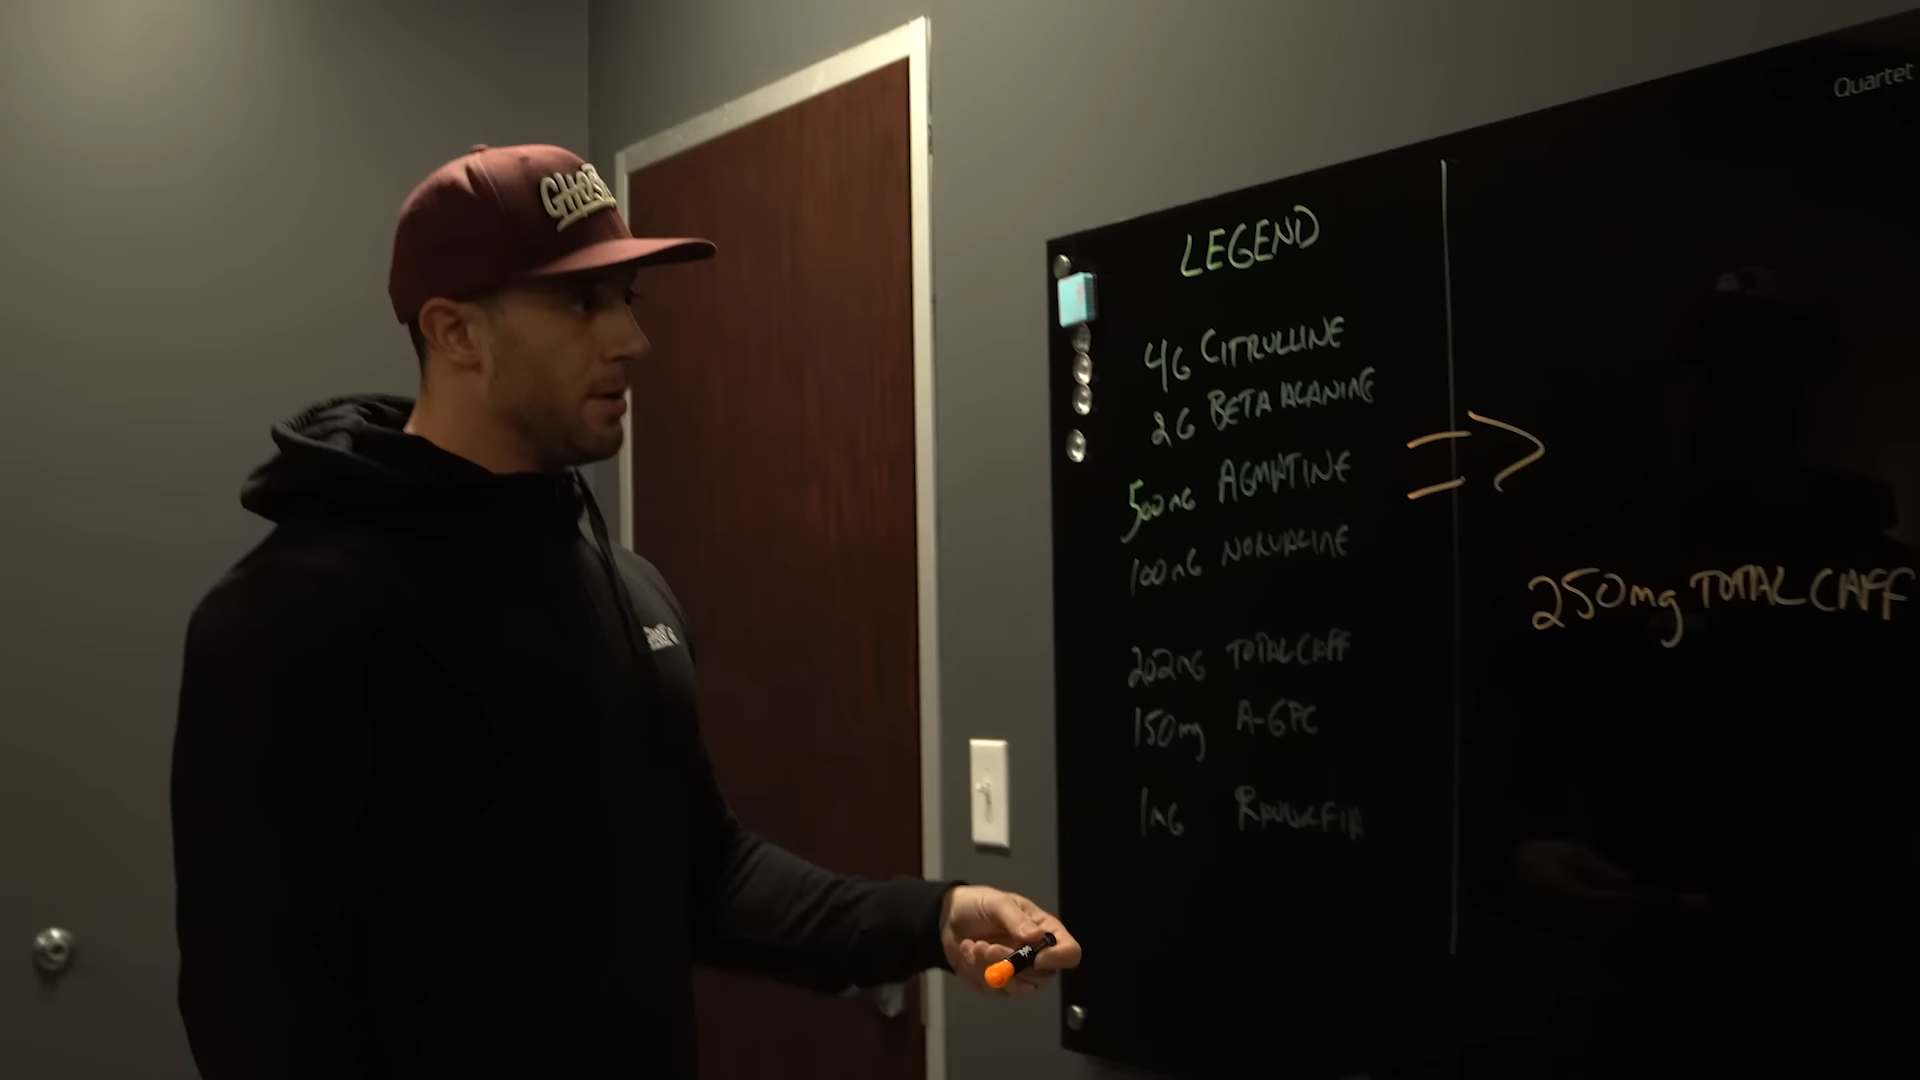 Quartet
GHOST
LEGEND
4G CITRULLINE
2G BETA ALANINE
500mG AGMATINE
100mG NORVALINE
202mG TOTAL CAFF
150mg A-GPC
1mG
250mg TOTAL CAFF